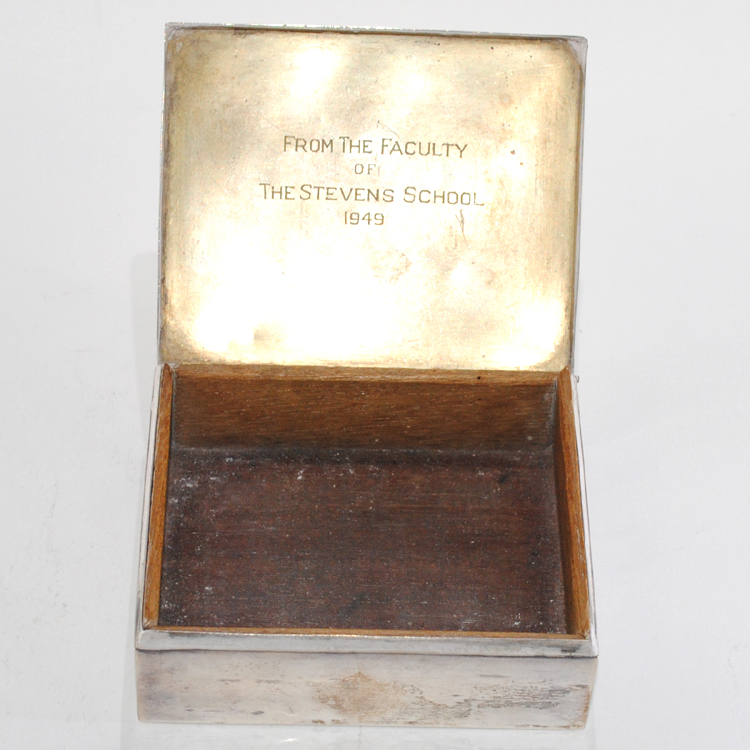 FROM THE FACULTY
OF
THE STEVENS SCHOOL
1949